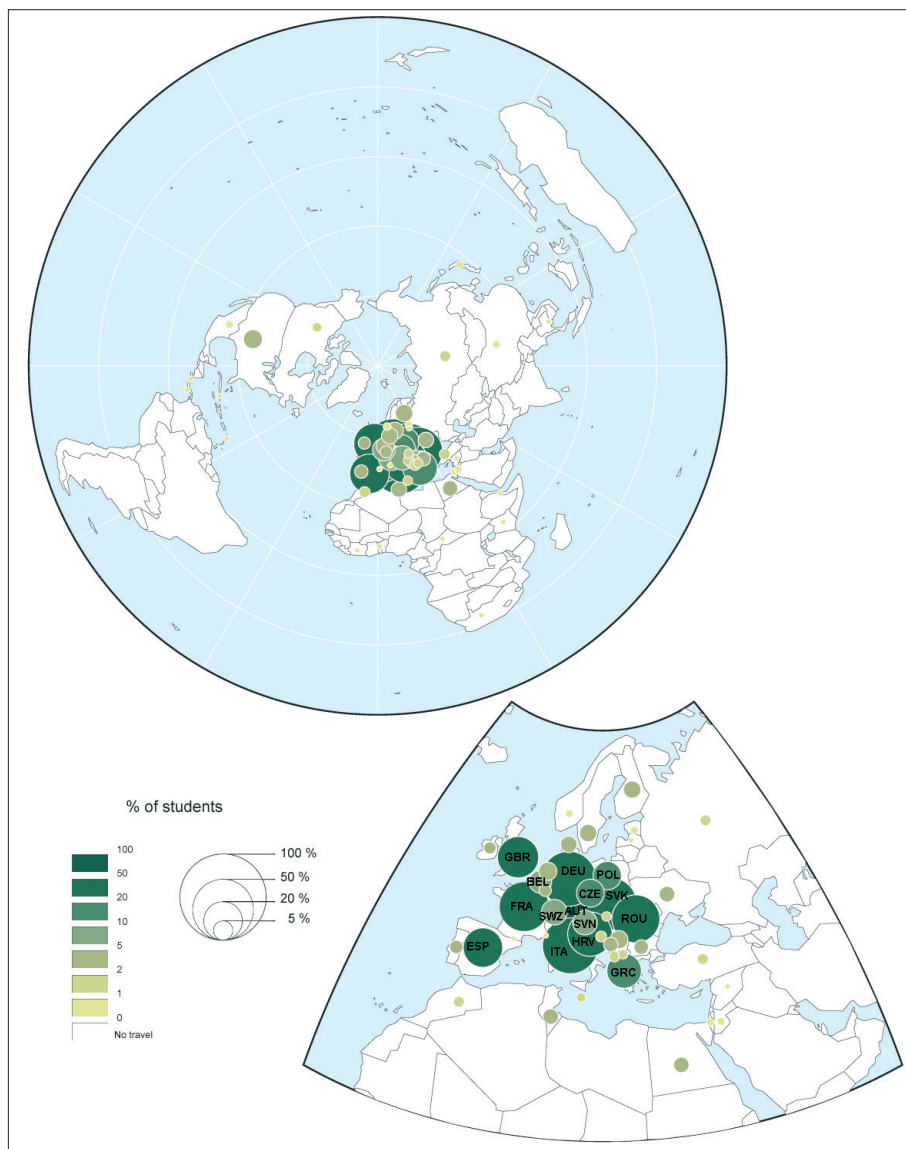 % of students
100
50
20
10
5
2
1
0
No travel
100 %
50 %
20 %
5 %
GBR
DEU
POL
BEL
CZE
SVK
FRA
SWZ
AUT
SVN
ROU
HRV
ESP
ITA
GRC